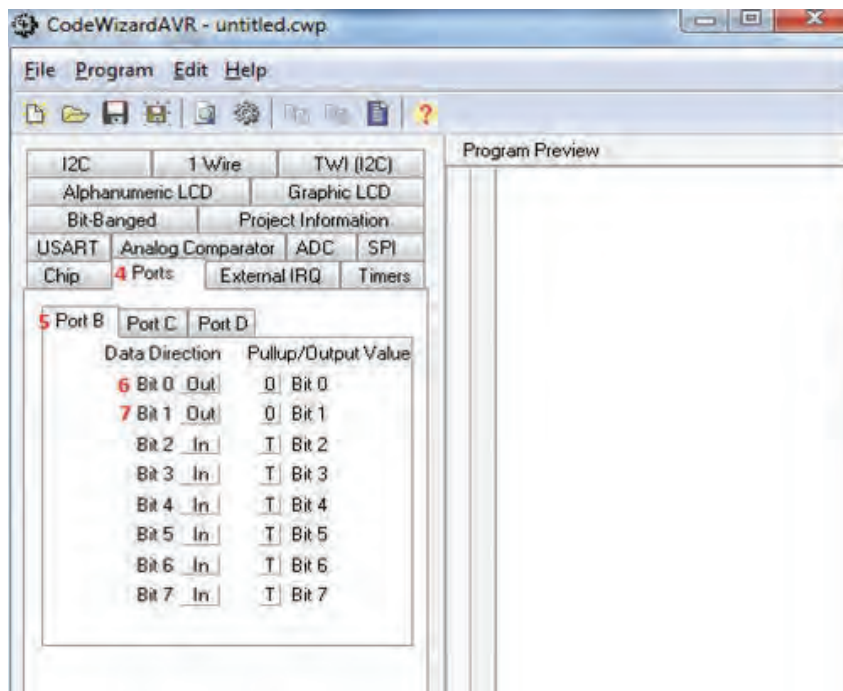 CodeWizardAVR - untitled.cwp
File Program Edit Help
I2C 1 Wire TWI (I2C)
Alphanumeric LCD Graphic LCD
Bit-Banged Project Information
USART Analog Comparator ADC SPI
Chip 4 Ports External IRQ Timers
5 Port B Port C Port D
Data Direction Pullup/Output Value
6 Bit 0 Out 0 Bit 0
7 Bit 1 Out 0 Bit 1
Bit 2 In T Bit 2
Bit 3 In T Bit 3
Bit 4 In T Bit 4
Bit 5 In T Bit 5
Bit 6 In T Bit 6
Bit 7 In T Bit 7
Program Preview